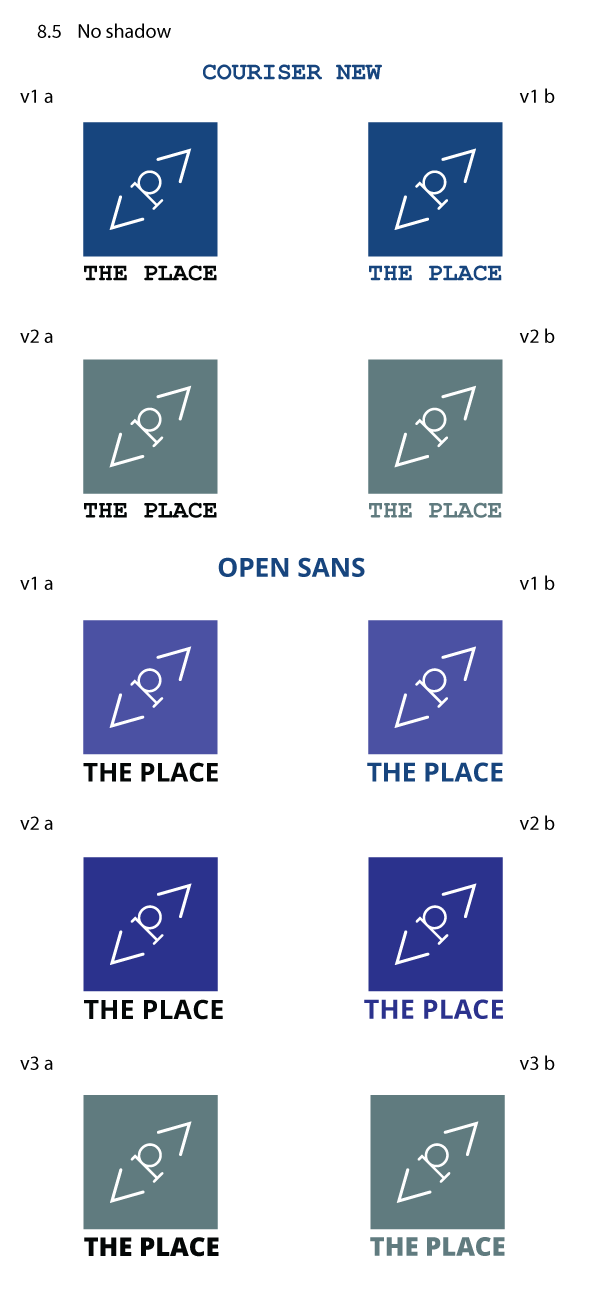 8.5 No shadow
COURISER NEW
v1 a
v1 b
<p>
<p>
THE PLACE
THE PLACE
v2 a
v2 b
<p>
<p>
THE PLACE
THE PLACE
OPEN SANS
v1 a
v1 b
<p>
<p>
THE PLACE
THE PLACE
v2 a
v2 b
<p>
<p>
THE PLACE
THE PLACE
v3 a
v3 b
<p>
<p>
THE PLACE
THE PLACE